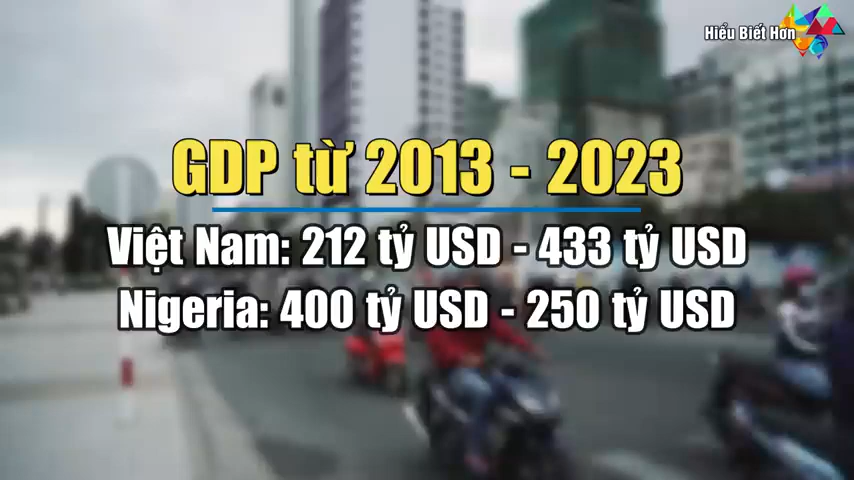 Hiểu Biết Hơn
GDP từ 2013 - 2023
Việt Nam: 212 tỷ USD - 433 tỷ USD
Nigeria: 400 tỷ USD - 250 tỷ USD